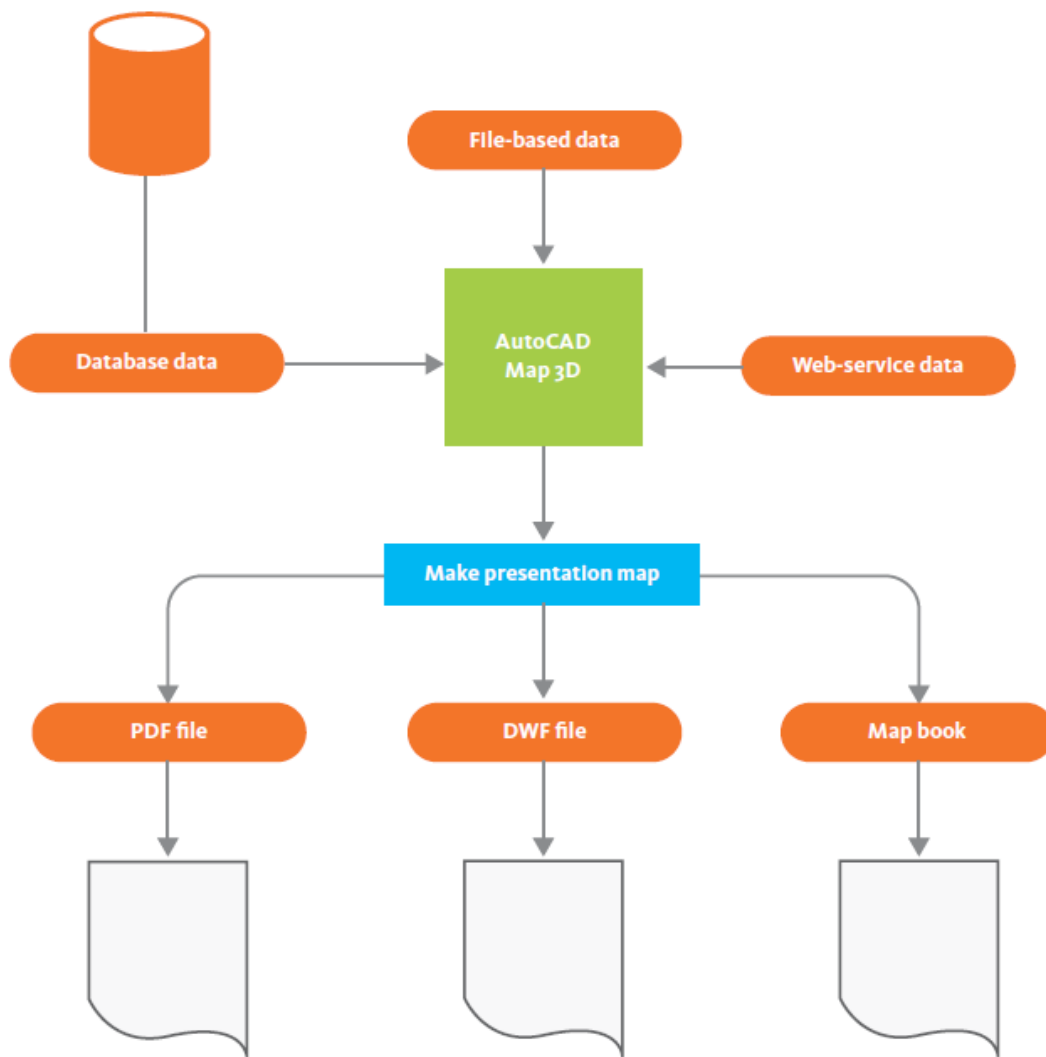 File-based data
AutoCAD
Map 3D
Database data
Web-service data
Make presentation map
PDF file
DWF file
Map book